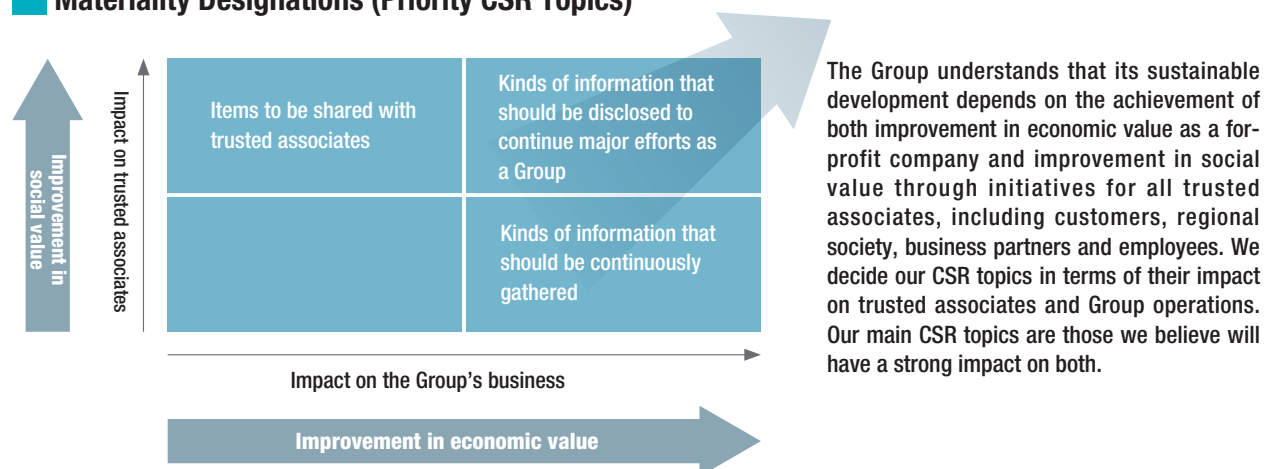 Materiality Designations (Priority CSR Topics)
Improvement in
social value
Impact on trusted associates
Items to be shared with
trusted associates
Kinds of information that
should be disclosed to
continue major efforts as
a Group
Kinds of information that
should be continuously
gathered
Impact on the Group's business
Improvement in economic value
The Group understands that its sustainable
development depends on the achievement of
both improvement in economic value as a for-
profit company and improvement in social
value through initiatives for all trusted
associates, including customers, regional
society, business partners and employees. We
decide our CSR topics in terms of their impact
on trusted associates and Group operations.
Our main CSR topics are those we believe will
have a strong impact on both.